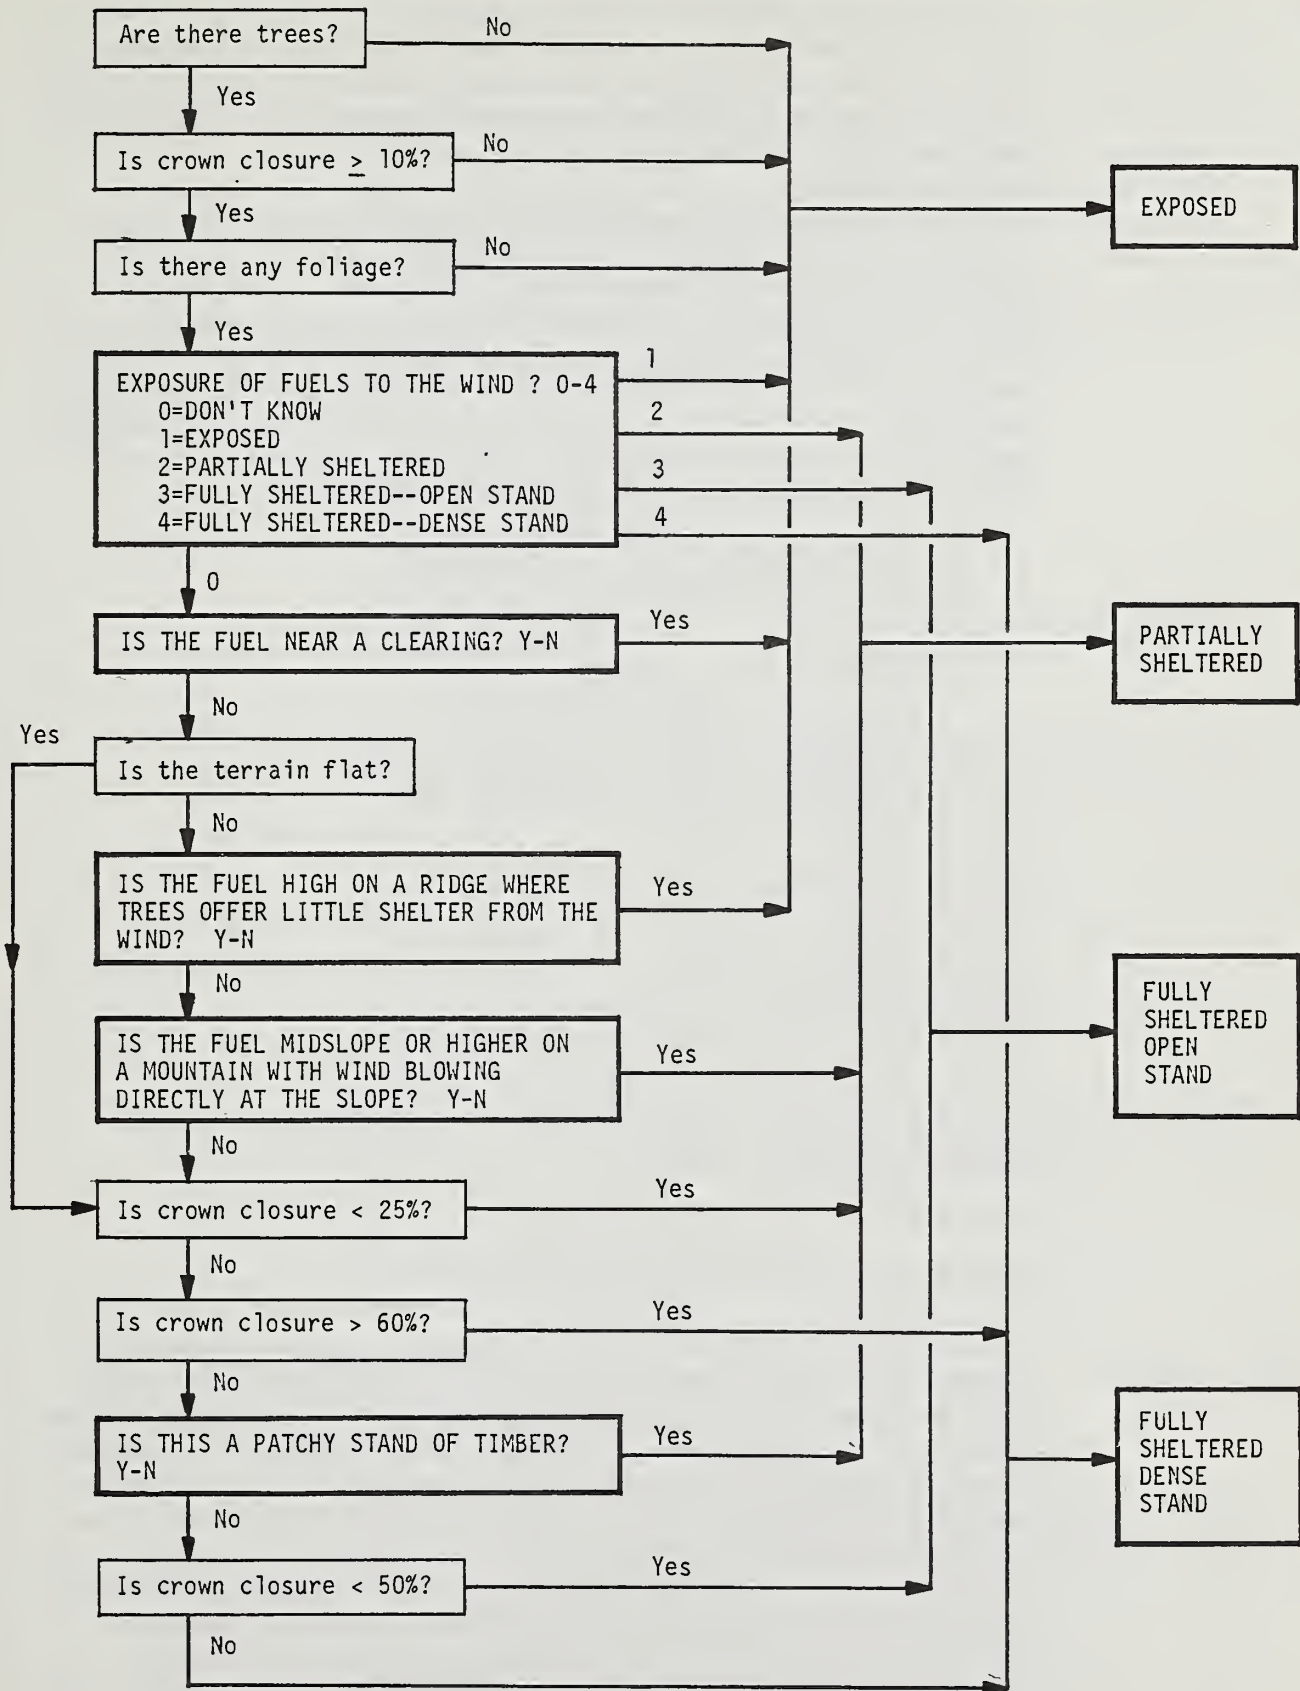 Are there trees?
No
Yes
Is crown closure ≥ 10%?
No
Yes
EXPOSED
Is there any foliage?
No
Yes
EXPOSURE OF FUELS TO THE WIND ? 0-4
0=DON'T KNOW
1=EXPOSED
2=PARTIALLY SHELTERED
3=FULLY SHELTERED--OPEN STAND
4=FULLY SHELTERED--DENSE STAND
1
2
3
4
0
IS THE FUEL NEAR A CLEARING? Y-N
Yes
PARTIALLY
SHELTERED
No
Yes
Is the terrain flat?
No
IS THE FUEL HIGH ON A RIDGE WHERE
TREES OFFER LITTLE SHELTER FROM THE
WIND? Y-N
Yes
No
IS THE FUEL MIDSLOPE OR HIGHER ON
A MOUNTAIN WITH WIND BLOWING
DIRECTLY AT THE SLOPE? Y-N
Yes
FULLY
SHELTERED
OPEN
STAND
No
Is crown closure < 25%?
Yes
No
Is crown closure > 60%?
Yes
No
IS THIS A PATCHY STAND OF TIMBER?
Y-N
Yes
FULLY
SHELTERED
DENSE
STAND
No
Is crown closure < 50%?
Yes
No